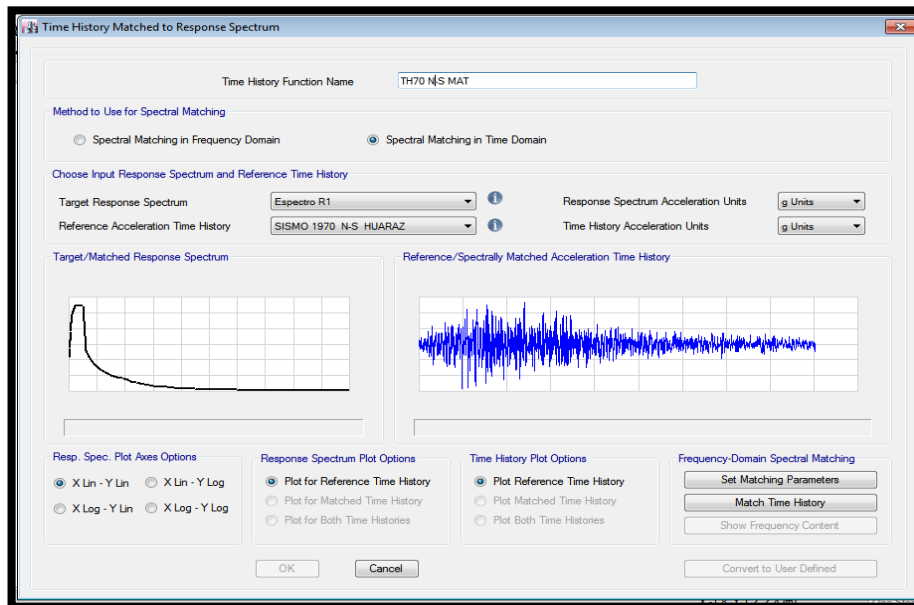 Time History Matched to Response Spectrum
Time History Function Name TH70 N-S MAT
Method to Use for Spectral Matching
Spectral Matching in Frequency Domain Spectral Matching in Time Domain
Choose Input Response Spectrum and Reference Time History
Target Response Spectrum Espectro R1 Response Spectrum Acceleration Units g Units
Reference Acceleration Time History SISMO 1970 N-S HUARAZ Time History Acceleration Units g Units
Target/Matched Response Spectrum Reference/Spectrally Matched Acceleration Time History
Resp. Spec. Plot Axes Options
X Lin - Y Lin X Lin - Y Log
X Log - Y Lin X Log - Y Log
Response Spectrum Plot Options
Plot for Reference Time History
Plot for Matched Time History
Plot for Both Time Histories
Time History Plot Options
Plot Reference Time History
Plot Matched Time History
Plot Both Time Histories
Frequency-Domain Spectral Matching
Set Matching Parameters
Match Time History
Show Frequency Content
OK Cancel Convert to User Defined